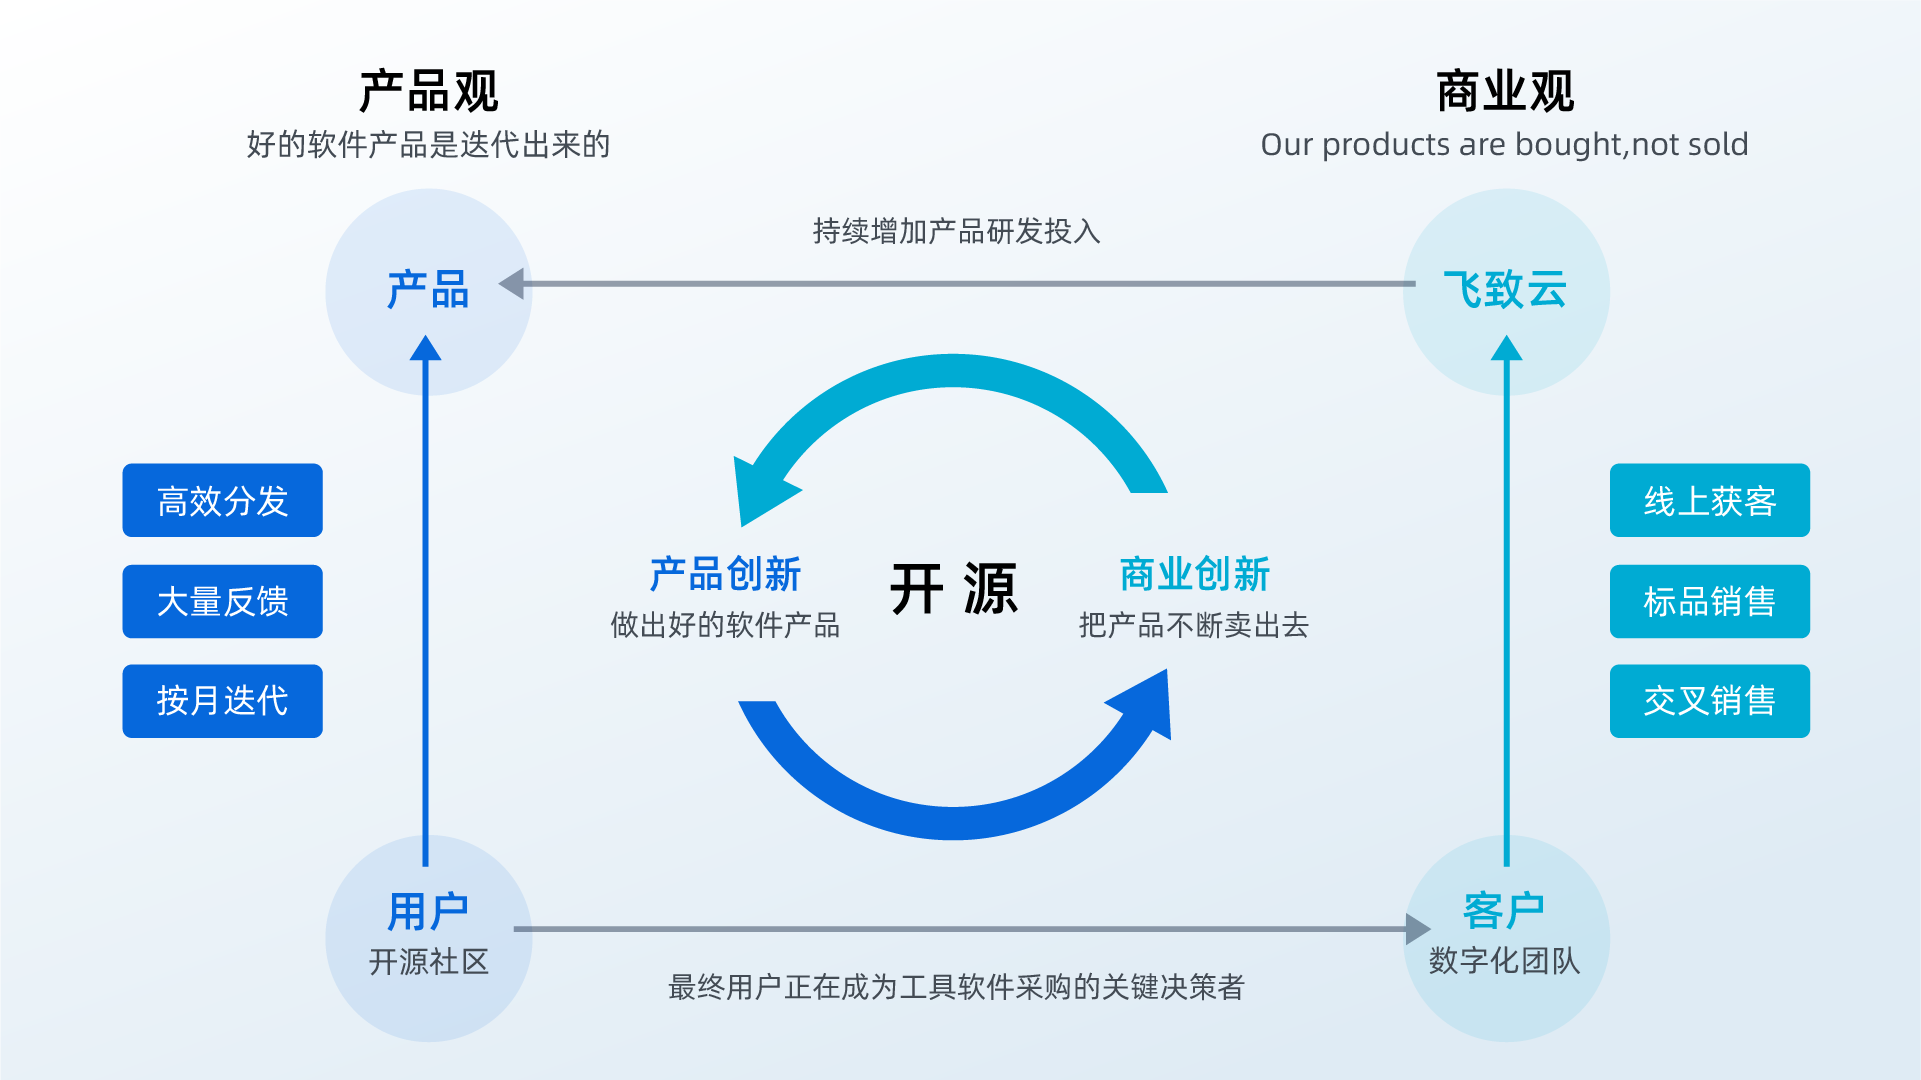 产品观
好的软件产品是迭代出来的
商业观
Our products are bought,not sold
持续增加产品研发投入
产品
飞致云
高效分发
大量反馈
按月迭代
产品创新
做出好的软件产品
开源
商业创新
把产品不断卖出去
线上获客
标品销售
交叉销售
用户
开源社区
客户
数字化团队
最终用户正在成为工具软件采购的关键决策者